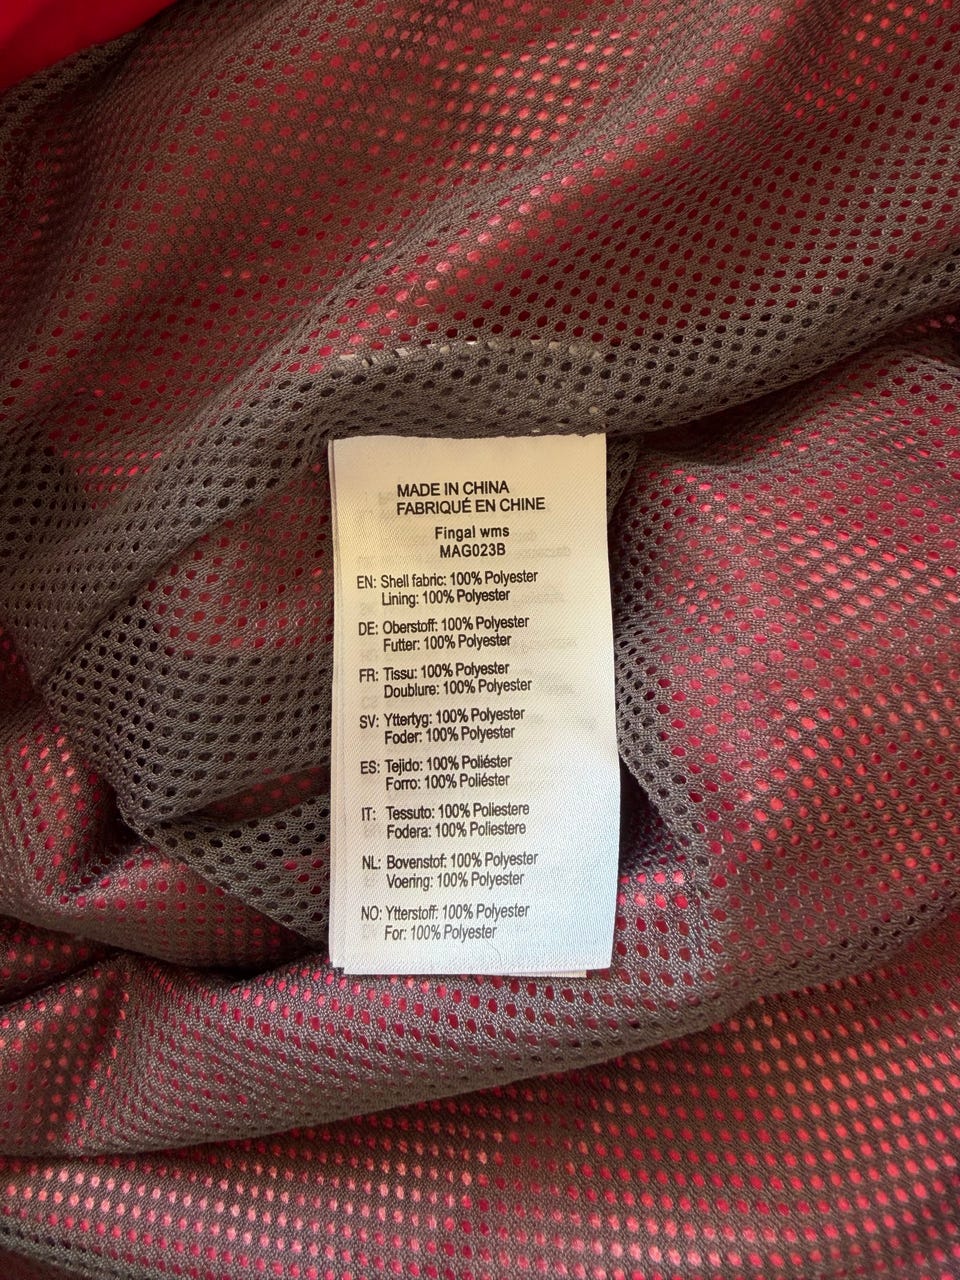 MADE IN CHINA
FABRIQUÉ EN CHINE
Fingal wms
MAG023B
EN: Shell fabric: 100% Polyester
Lining: 100% Polyester
DE: Oberstoff: 100% Polyester
Futter: 100% Polyester
FR: Tissu: 100% Polyester
Doublure: 100% Polyester
SV: Yttertyg: 100% Polyester
Foder: 100% Polyester
ES: Tejido: 100% Poliéster
Forro: 100% Poliéster
IT: Tessuto: 100% Poliestere
Fodera: 100% Poliestere
NL: Bovenstof: 100% Polyester
Voering: 100% Polyester
NO: Ytterstoff: 100% Polyester
For: 100% Polyester